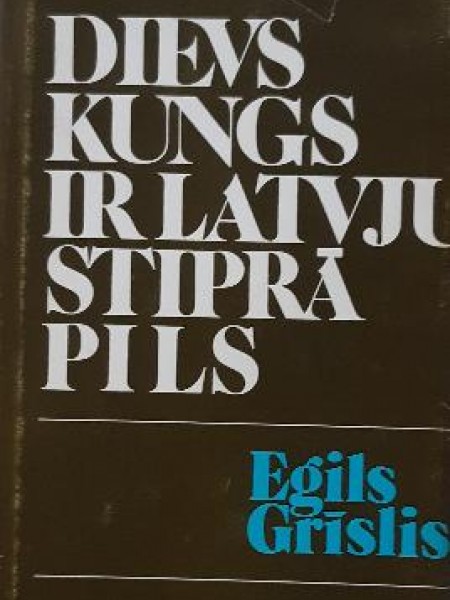 DIEVS
KUNGS
IR LATVJU
STIPRĀ
PILS
Egils
Grīslis